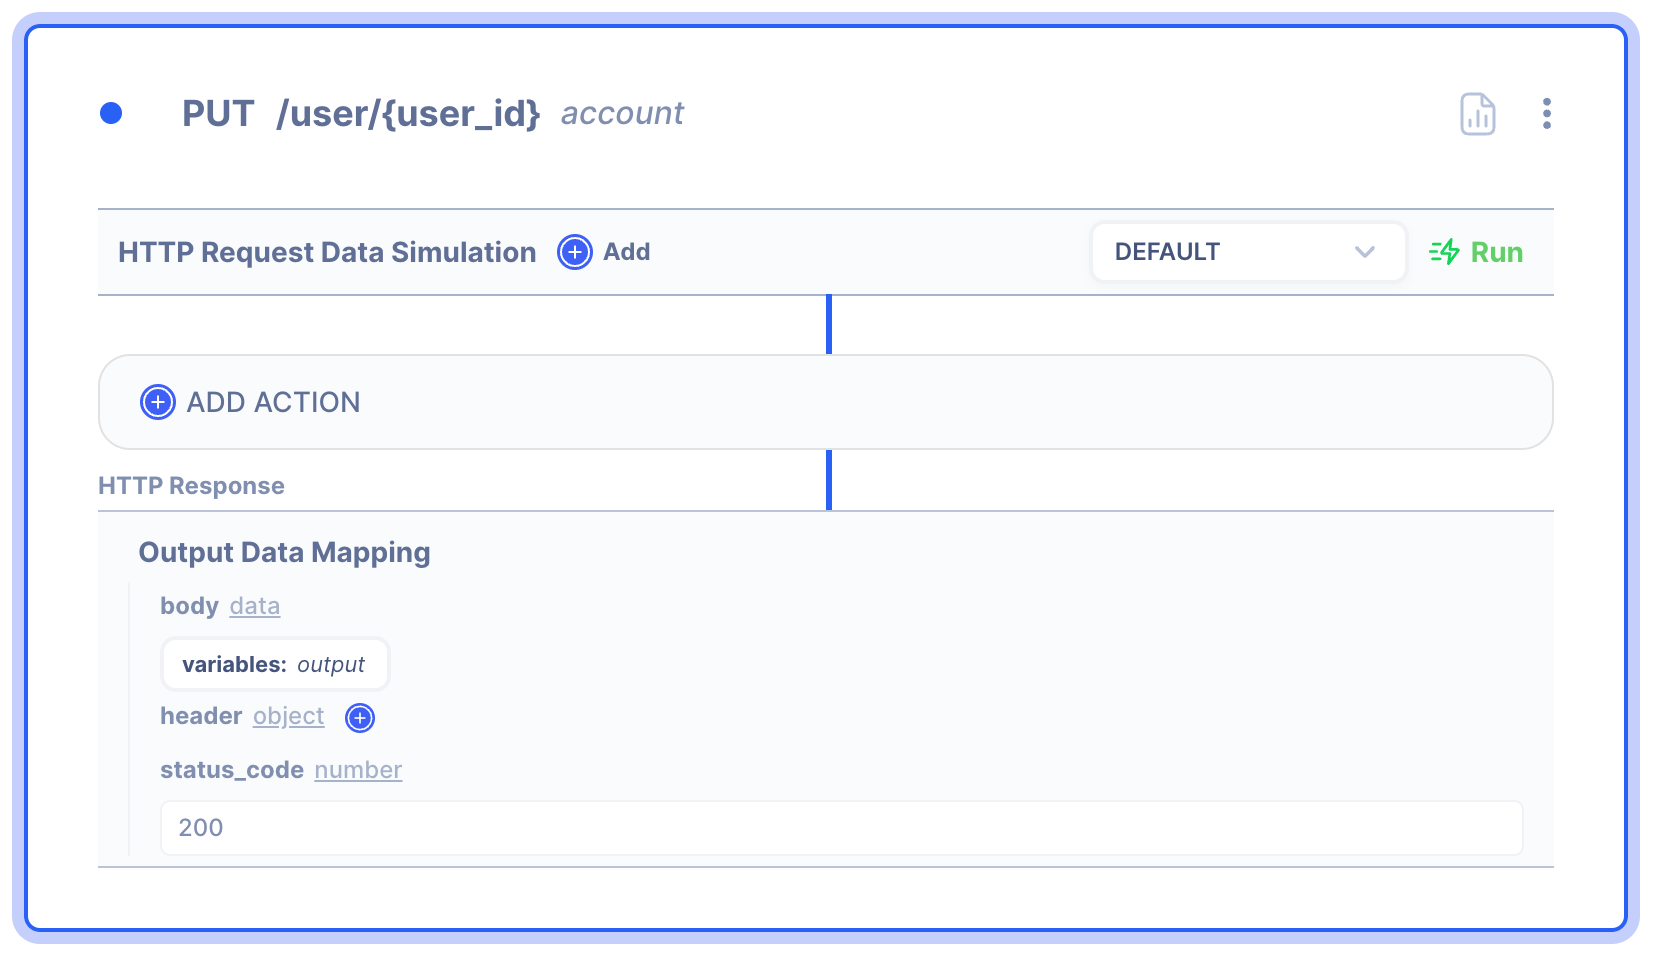 PUT /user/{user_id} account
HTTP Request Data Simulation Add DEFAULT Run
ADD ACTION
HTTP Response
Output Data Mapping
body data
variables: output
header object
status_code number
200